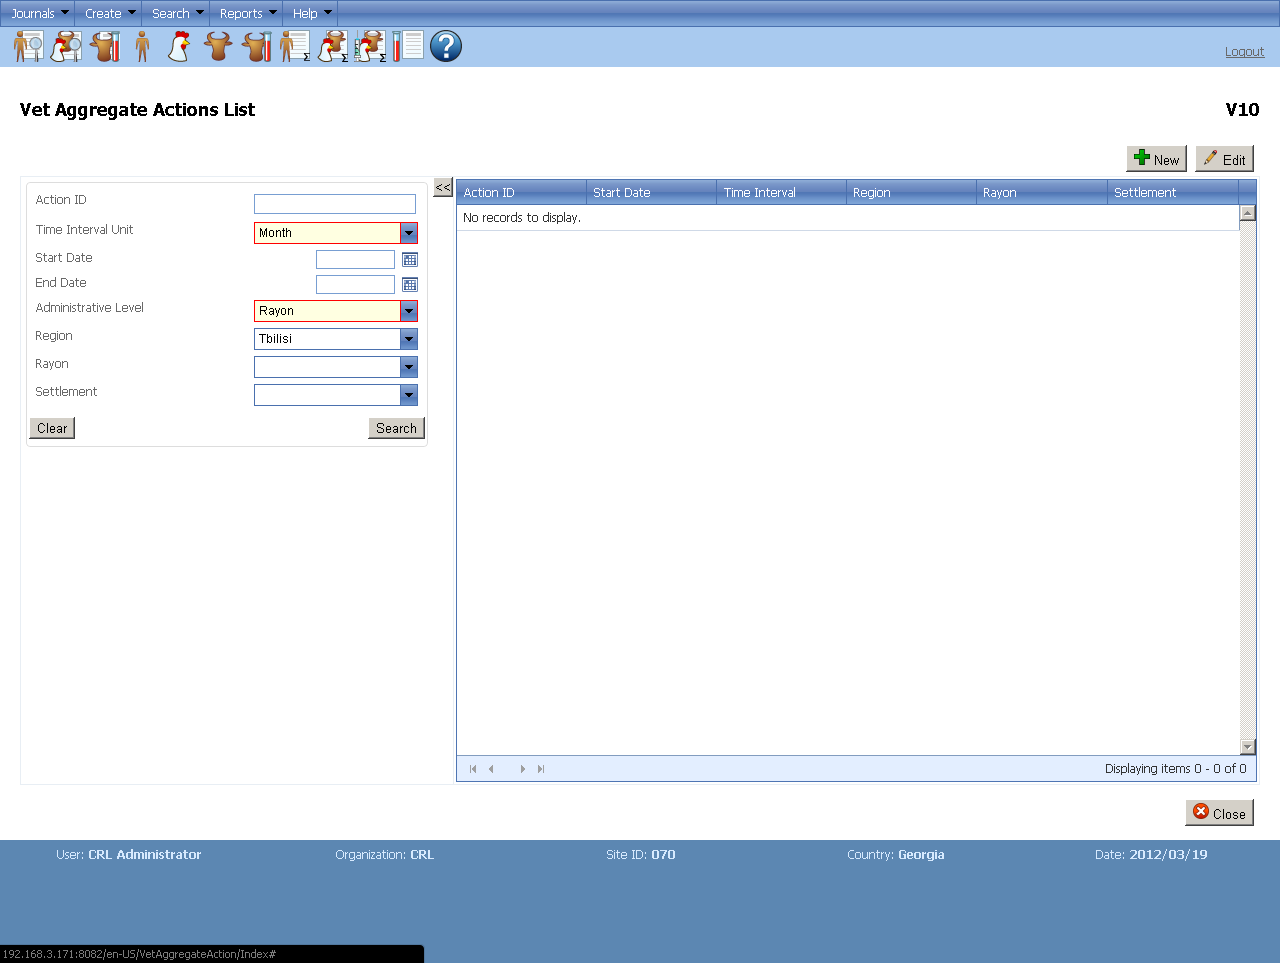 Journals Create Search Reports Help
Logout
Vet Aggregate Actions List V10
New Edit
<<
Action ID Start Date Time Interval Region Rayon Settlement
No records to display.
Action ID
Time Interval Unit Month
Start Date
End Date
Administrative Level Rayon
Region Tbilisi
Rayon
Settlement
Clear Search
Displaying items 0 - 0 of 0
Close
User: CRL Administrator Organization: CRL Site ID: 070 Country: Georgia Date: 2012/03/19
192.168.3.171:8082/en-US/VetAggregateAction/Index#